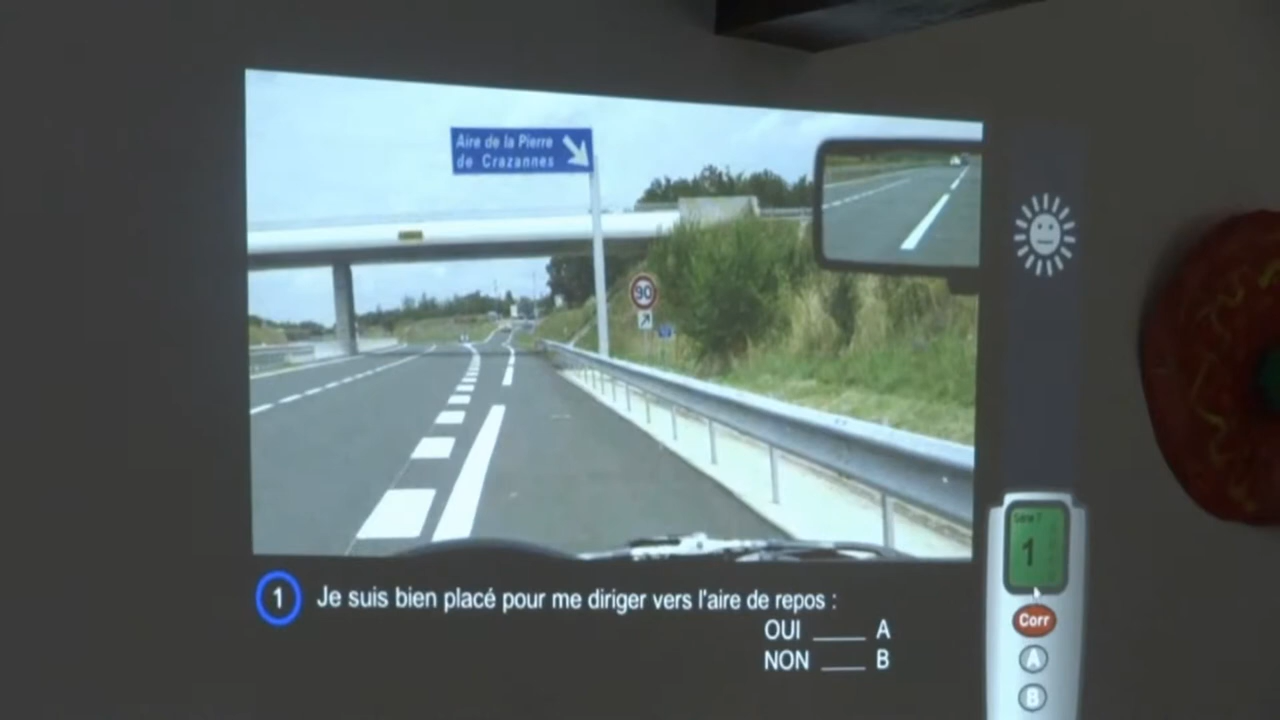 Aire de la Pierre
de Crazannes
90
1 Je suis bien placé pour me diriger vers l'aire de repos :
OUI ____ A
NON ____ B
1
Corr
A
B